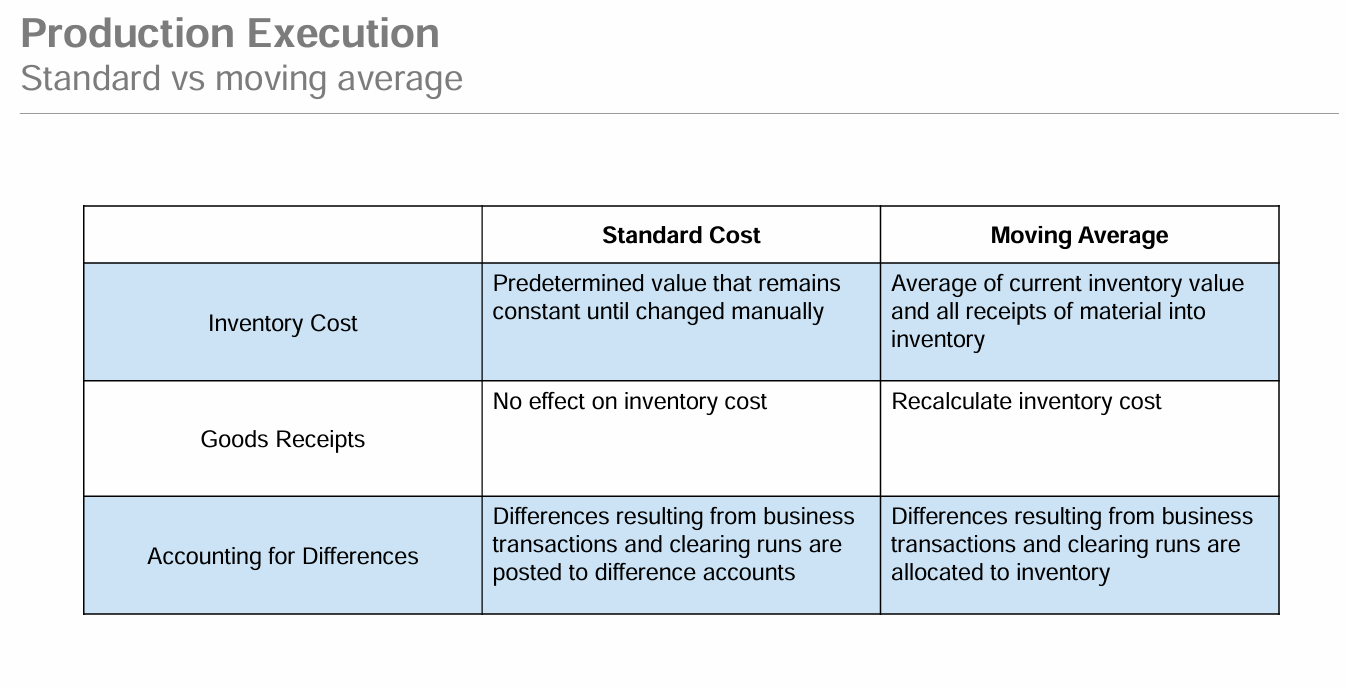 Production Execution
Standard vs moving average
Standard Cost
Moving Average
Inventory Cost
Predetermined value that remains
constant until changed manually
Average of current inventory value
and all receipts of material into
inventory
Goods Receipts
No effect on inventory cost
Recalculate inventory cost
Accounting for Differences
Differences resulting from business
transactions and clearing runs are
posted to difference accounts
Differences resulting from business
transactions and clearing runs are
allocated to inventory